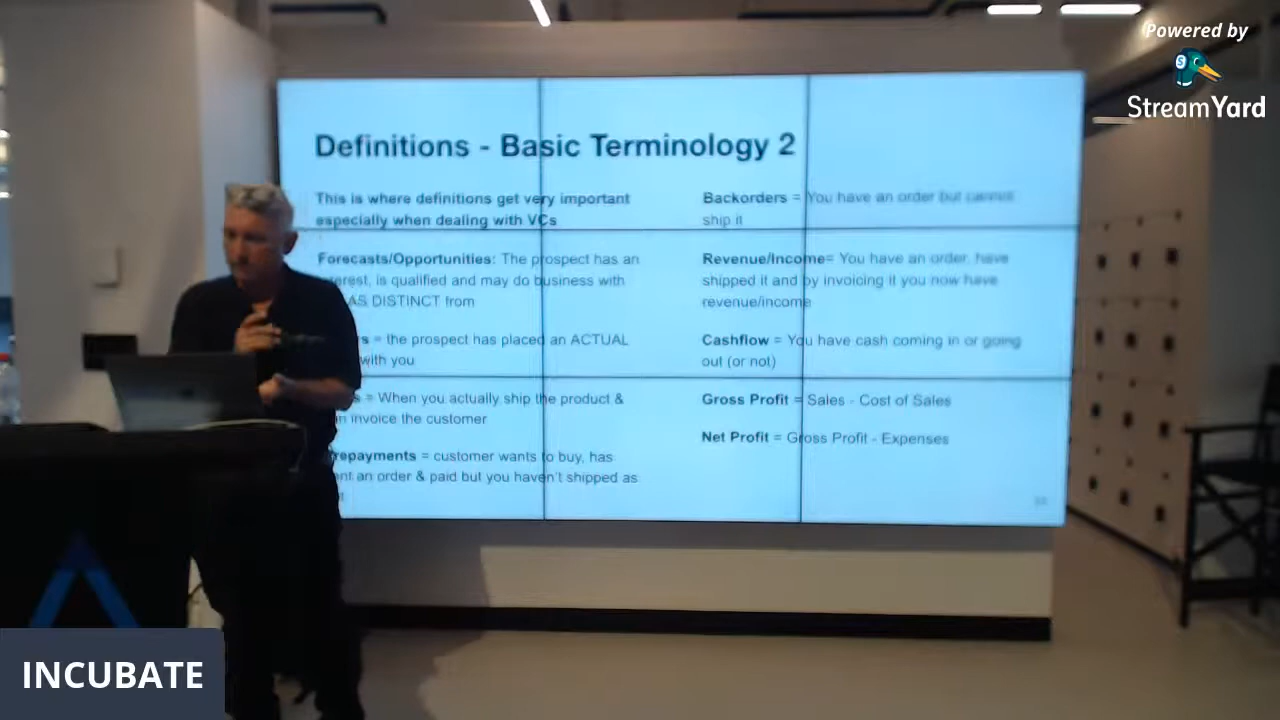 Powered by
StreamYard
Definitions - Basic Terminology 2
This is where definitions get very important
especially when dealing with VCs
Forecasts/Opportunities: The prospect has an
erest, is qualified and may do business with
AS DISTINCT from
s = the prospect has placed an ACTUAL
with you
s = When you actually ship the product &
n invoice the customer
repayments = customer wants to buy, has
nt an order & paid but you haven't shipped as
t
Backorders = You have an order but cannot
ship it
Revenue/Income= You have an order, have
shipped it and by invoicing it you now have
revenue/income
Cashflow = You have cash coming in or going
out (or not)
Gross Profit = Sales - Cost of Sales
Net Profit = Gross Profit - Expenses
INCUBATE